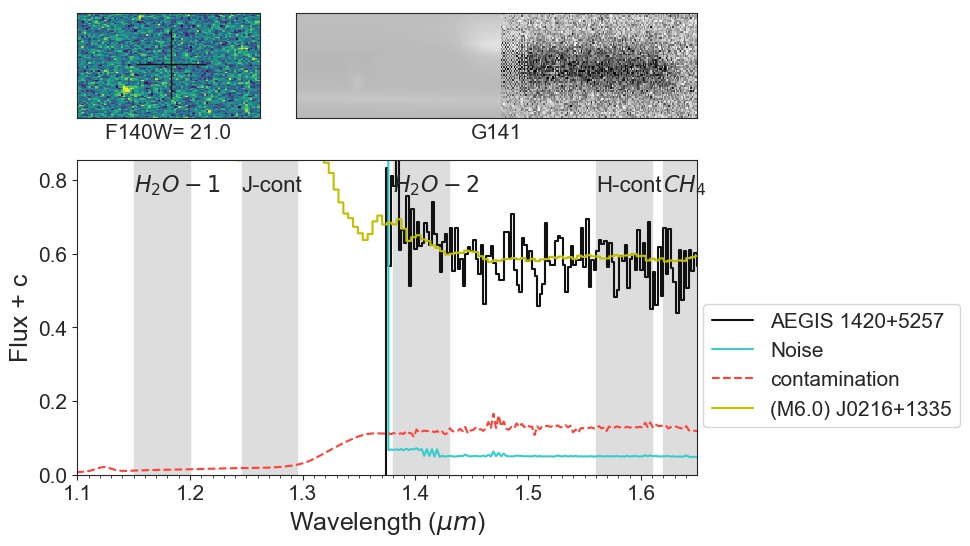 F140W= 21.0
G141
H₂O − 1
J-cont
H₂O − 2
H-cont
CH₄
0.8
0.6
0.4
0.2
0.0
Flux + c
1.1
1.2
1.3
1.4
1.5
1.6
Wavelength (μm)
AEGIS 1420+5257
Noise
contamination
(M6.0) J0216+1335